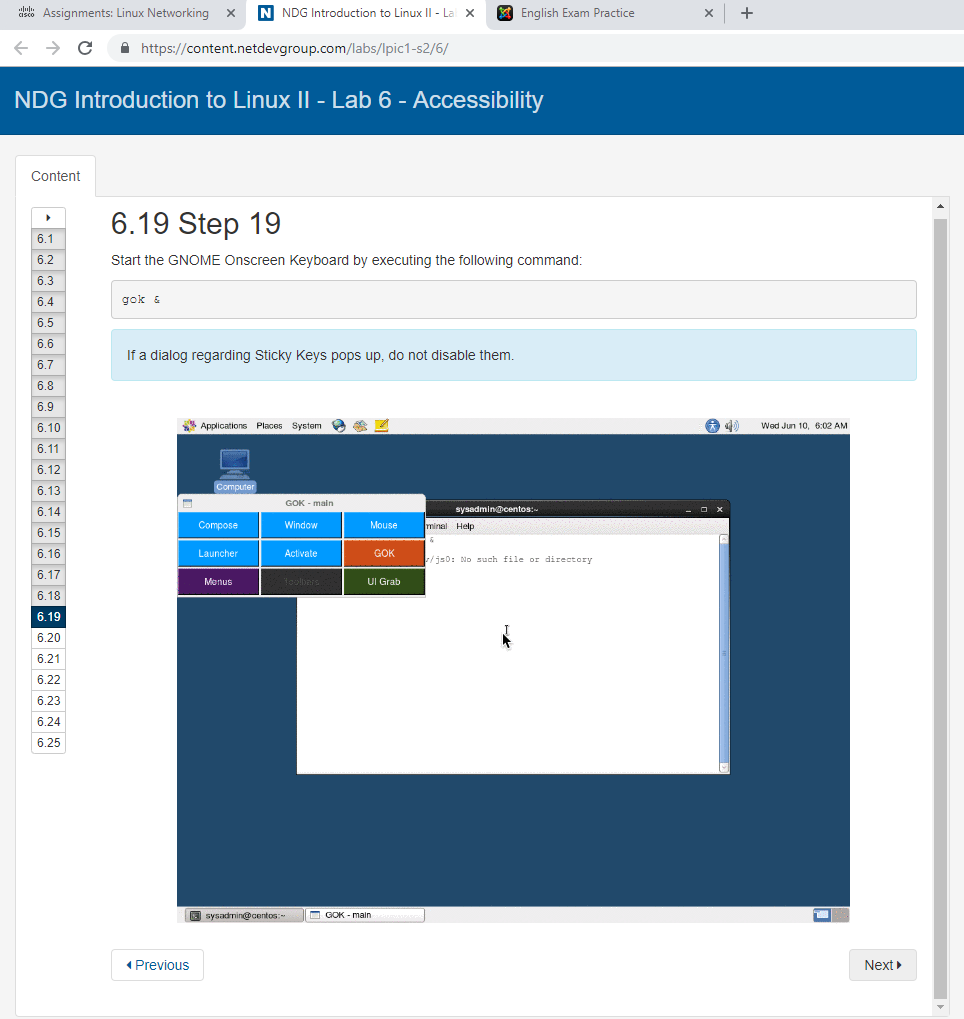 Assignments: Linux Networking
NDG Introduction to Linux II - La
English Exam Practice
https://content.netdevgroup.com/labs/lpic1-s2/6/
NDG Introduction to Linux II - Lab 6 - Accessibility
Content
6.1
6.2
6.3
6.4
6.5
6.6
6.7
6.8
6.9
6.10
6.11
6.12
6.13
6.14
6.15
6.16
6.17
6.18
6.19
6.20
6.21
6.22
6.23
6.24
6.25
6.19 Step 19
Start the GNOME Onscreen Keyboard by executing the following command:
gok &
If a dialog regarding Sticky Keys pops up, do not disable them.
Applications Places System
Wed Jun 10, 6:02 AM
Computer
GOK - main
Compose Window Mouse
Launcher Activate GOK
Menus Toolbars UI Grab
sysadmin@centos:~
minal Help
&
/js0: No such file or directory
sysadmin@centos:~
GOK - main
Previous
Next